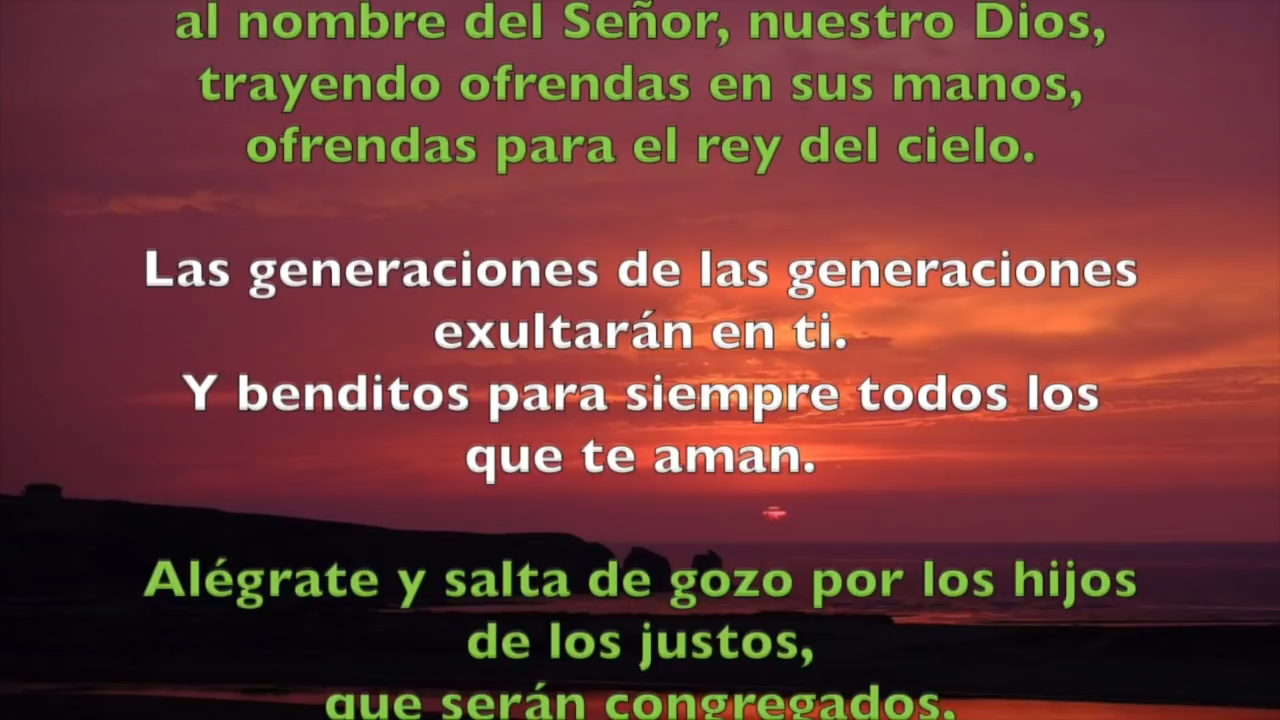 al nombre del Señor, nuestro Dios,
trayendo ofrendas en sus manos,
ofrendas para el rey del cielo.
Las generaciones de las generaciones
exultarán en ti.
Y benditos para siempre todos los
que te aman.
Alégrate y salta de gozo por los hijos
de los justos,
que serán congregados,